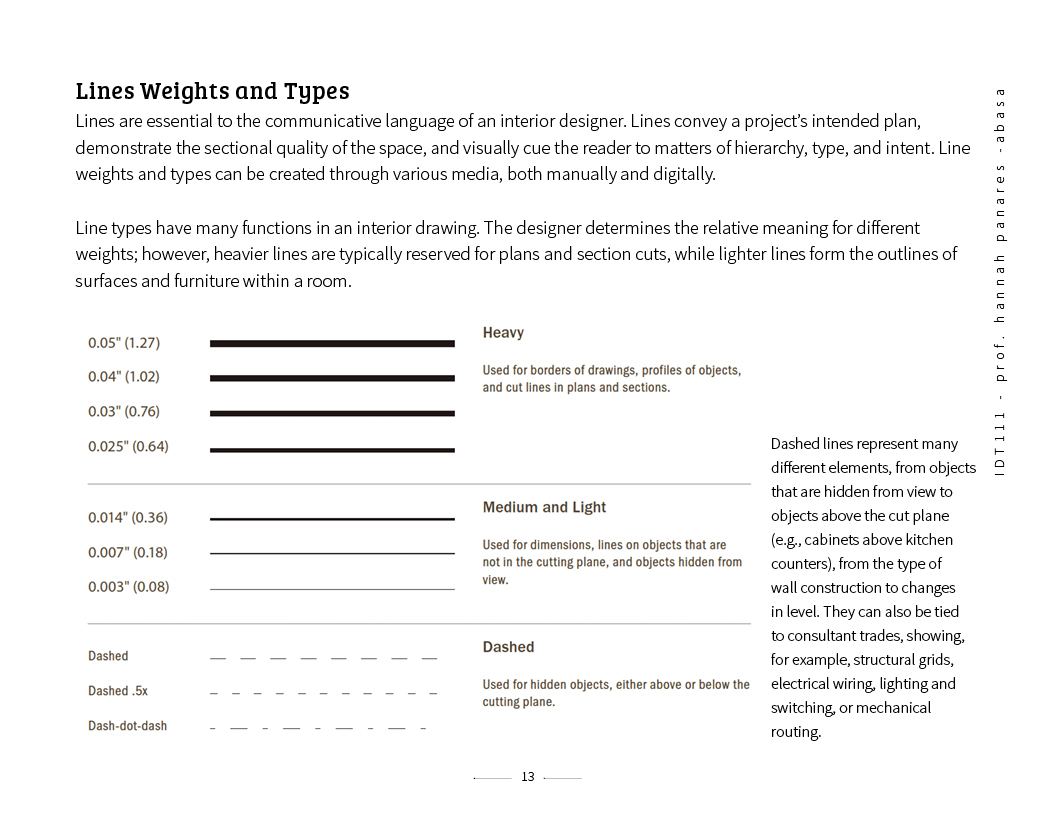 Lines Weights and Types
Lines are essential to the communicative language of an interior designer. Lines convey a project’s intended plan,
demonstrate the sectional quality of the space, and visually cue the reader to matters of hierarchy, type, and intent. Line
weights and types can be created through various media, both manually and digitally.
Line types have many functions in an interior drawing. The designer determines the relative meaning for different
weights; however, heavier lines are typically reserved for plans and section cuts, while lighter lines form the outlines of
surfaces and furniture within a room.
0.05" (1.27)
0.04" (1.02)
0.03" (0.76)
0.025" (0.64)
Heavy
Used for borders of drawings, profiles of objects,
and cut lines in plans and sections.
0.014" (0.36)
0.007" (0.18)
0.003" (0.08)
Medium and Light
Used for dimensions, lines on objects that are
not in the cutting plane, and objects hidden from
view.
Dashed
Dashed .5x
Dash-dot-dash
Dashed
Used for hidden objects, either above or below the
cutting plane.
Dashed lines represent many
different elements, from objects
that are hidden from view to
objects above the cut plane
(e.g., cabinets above kitchen
counters), from the type of
wall construction to changes
in level. They can also be tied
to consultant trades, showing,
for example, structural grids,
electrical wiring, lighting and
switching, or mechanical
routing.
IDT111 - prof. hannah panares -abasa
13